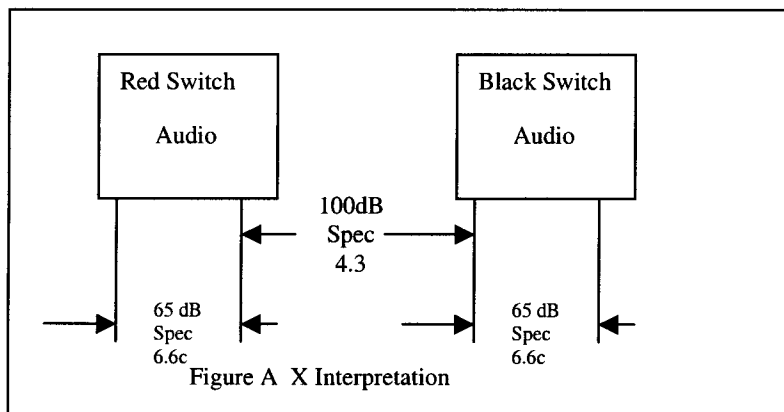 Red Switch
Audio
Black Switch
Audio
100dB
Spec
4.3
65 dB
Spec
6.6c
65 dB
Spec
6.6c
Figure A X Interpretation